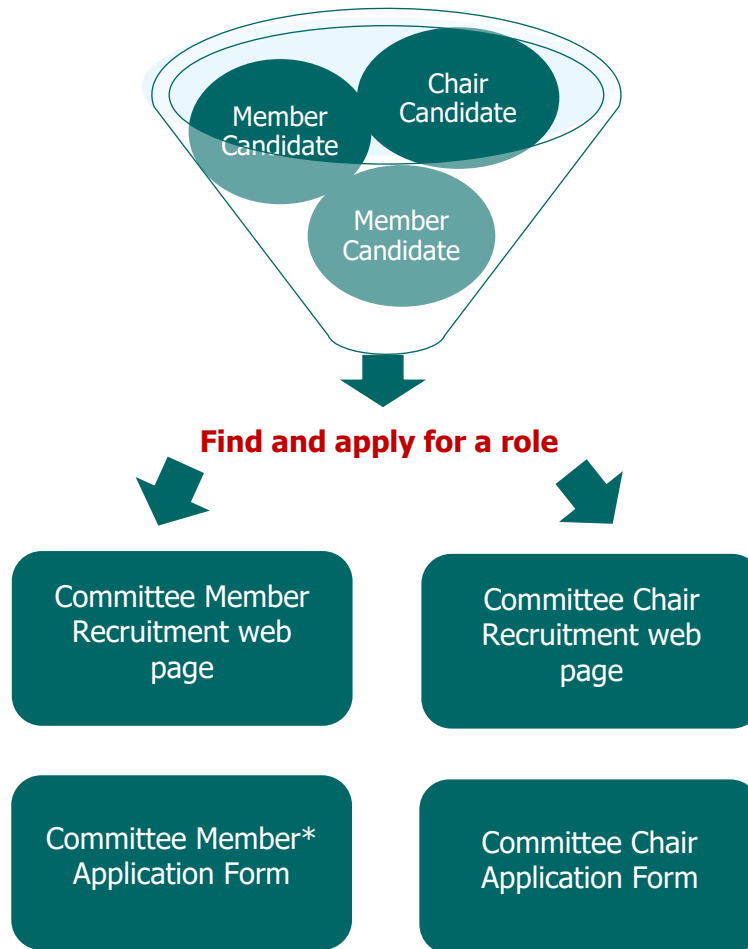 Chair
Candidate
Member
Candidate
Member
Candidate
Find and apply for a role
Committee Member
Recruitment web
page
Committee Chair
Recruitment web
page
Committee Member*
Application Form
Committee Chair
Application Form